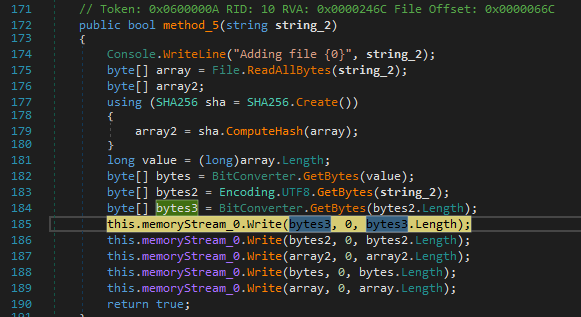 171 // Token: 0x0600000A RID: 10 RVA: 0x0000246C File Offset: 0x0000066C
172 public bool method_5(string string_2)
173 {
174 Console.WriteLine("Adding file {0}", string_2);
175 byte[] array = File.ReadAllBytes(string_2);
176 byte[] array2;
177 using (SHA256 sha = SHA256.Create())
178 {
179 array2 = sha.ComputeHash(array);
180 }
181 long value = (long)array.Length;
182 byte[] bytes = BitConverter.GetBytes(value);
183 byte[] bytes2 = Encoding.UTF8.GetBytes(string_2);
184 byte[] bytes3 = BitConverter.GetBytes(bytes2.Length);
185 this.memoryStream_0.Write(bytes3, 0, bytes3.Length);
186 this.memoryStream_0.Write(bytes2, 0, bytes2.Length);
187 this.memoryStream_0.Write(array2, 0, array2.Length);
188 this.memoryStream_0.Write(bytes, 0, bytes.Length);
189 this.memoryStream_0.Write(array, 0, array.Length);
190 return true;